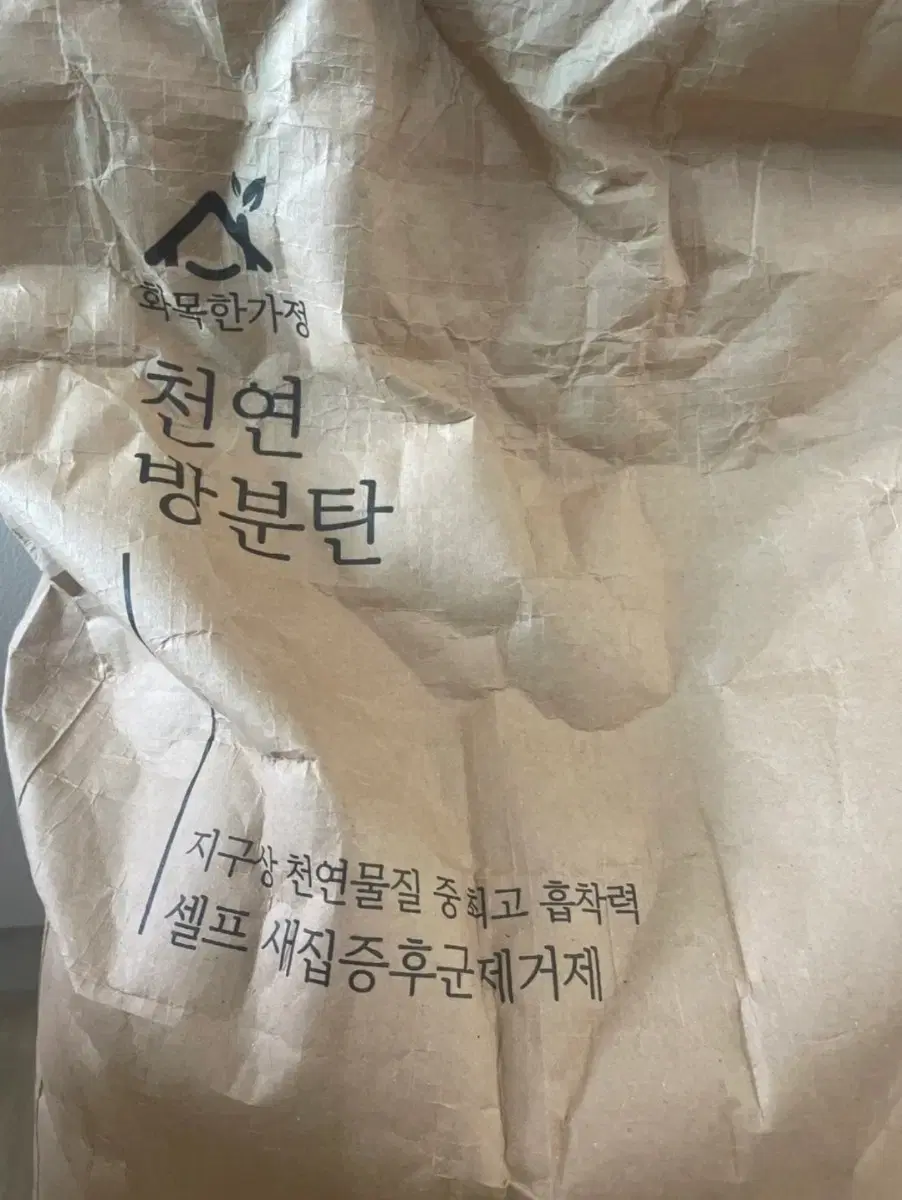 화목한가정
천연
방분탄
지구상 천연물질 중 최고 흡착력
셀프 새집증후군제거제